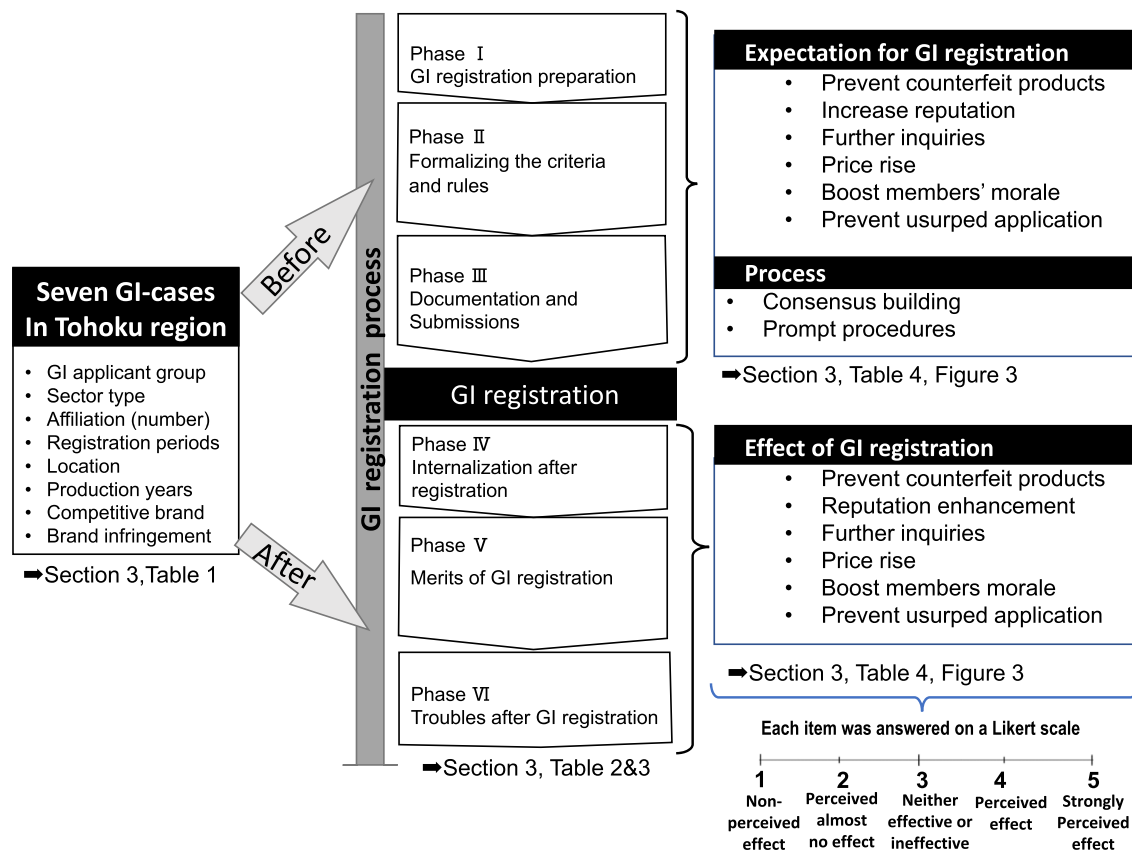 Seven GI-cases
In Tohoku region
• GI applicant group
• Sector type
• Affiliation (number)
• Registration periods
• Location
• Production years
• Competitive brand
• Brand infringement
➡Section 3,Table 1
Before
After
GI registration process
Phase Ⅰ
GI registration preparation
Phase Ⅱ
Formalizing the criteria
and rules
Phase Ⅲ
Documentation and
Submissions
GI registration
Phase Ⅳ
Internalization after
registration
Phase Ⅴ
Merits of GI registration
Phase Ⅵ
Troubles after GI registration
➡Section 3, Table 2&3
Expectation for GI registration
• Prevent counterfeit products
• Increase reputation
• Further inquiries
• Price rise
• Boost members’ morale
• Prevent usurped application
Process
• Consensus building
• Prompt procedures
➡Section 3, Table 4, Figure 3
Effect of GI registration
• Prevent counterfeit products
• Reputation enhancement
• Further inquiries
• Price rise
• Boost members morale
• Prevent usurped application
➡Section 3, Table 4, Figure 3
Each item was answered on a Likert scale
1
Non-
perceived
effect
2
Perceived
almost
no effect
3
Neither
effective or
ineffective
4
Perceived
effect
5
Strongly
Perceived
effect